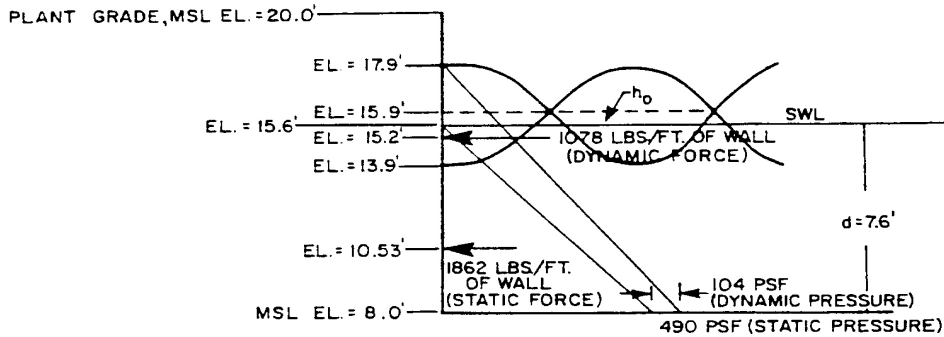 PLANT GRADE, MSL EL. = 20.0'
EL. = 17.9'
EL. = 15.9'
h₀
SWL
EL. = 15.6'
EL. = 15.2'
1078 LBS/FT. OF WALL
(DYNAMIC FORCE)
EL. = 13.9'
d = 7.6'
EL. = 10.53'
1862 LBS./FT.
OF WALL
(STATIC FORCE)
104 PSF
(DYNAMIC PRESSURE)
MSL EL. = 8.0'
490 PSF (STATIC PRESSURE)